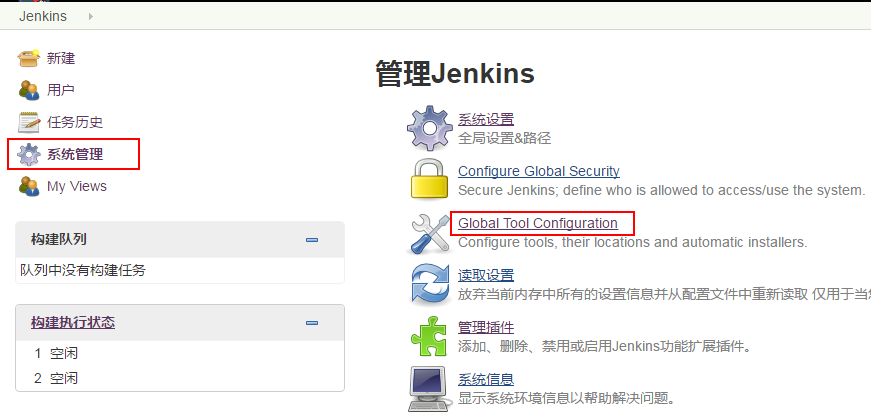 Jenkins
新建
用户
任务历史
系统管理
My Views
构建队列
队列中没有构建任务
构建执行状态
1 空闲
2 空闲
管理Jenkins
系统设置
全局设置&路径
Configure Global Security
Secure Jenkins; define who is allowed to access/use the system.
Global Tool Configuration
Configure tools, their locations and automatic installers.
读取设置
放弃当前内存中所有的设置信息并从配置文件中重新读取 仅用于当
管理插件
添加、删除、禁用或启用Jenkins功能扩展插件。
系统信息
显示系统环境信息以帮助解决问题。